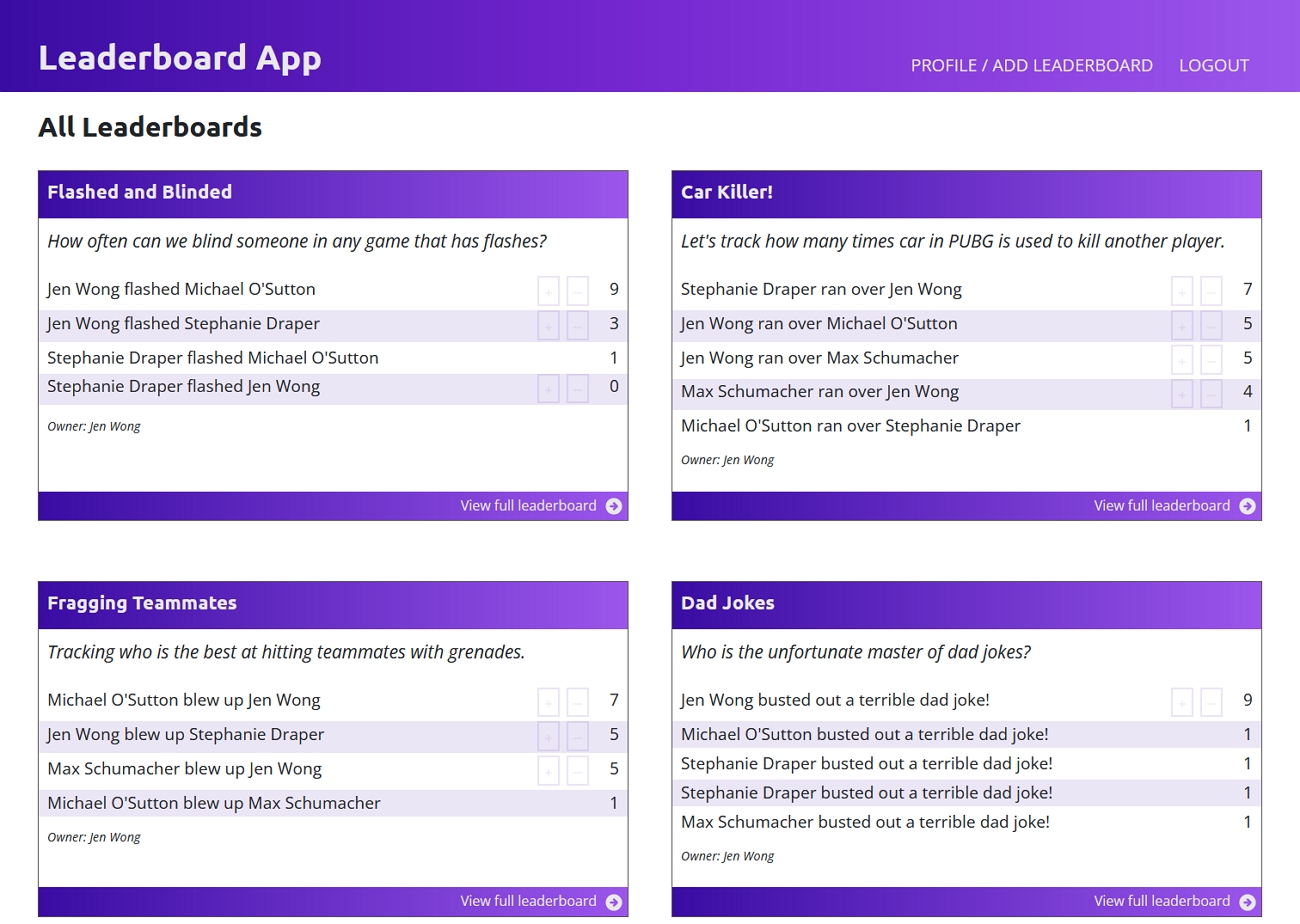 Leaderboard App
PROFILE / ADD LEADERBOARD LOGOUT
All Leaderboards
Flashed and Blinded
How often can we blind someone in any game that has flashes?
Jen Wong flashed Michael O'Sutton + − 9
Jen Wong flashed Stephanie Draper + − 3
Stephanie Draper flashed Michael O'Sutton 1
Stephanie Draper flashed Jen Wong + − 0
Owner: Jen Wong
View full leaderboard
Car Killer!
Let's track how many times car in PUBG is used to kill another player.
Stephanie Draper ran over Jen Wong + − 7
Jen Wong ran over Michael O'Sutton + − 5
Jen Wong ran over Max Schumacher + − 5
Max Schumacher ran over Jen Wong + − 4
Michael O'Sutton ran over Stephanie Draper 1
Owner: Jen Wong
View full leaderboard
Fragging Teammates
Tracking who is the best at hitting teammates with grenades.
Michael O'Sutton blew up Jen Wong + − 7
Jen Wong blew up Stephanie Draper + − 5
Max Schumacher blew up Jen Wong + − 5
Michael O'Sutton blew up Max Schumacher 1
Owner: Jen Wong
View full leaderboard
Dad Jokes
Who is the unfortunate master of dad jokes?
Jen Wong busted out a terrible dad joke! + − 9
Michael O'Sutton busted out a terrible dad joke! 1
Stephanie Draper busted out a terrible dad joke! 1
Stephanie Draper busted out a terrible dad joke! 1
Max Schumacher busted out a terrible dad joke! 1
Owner: Jen Wong
View full leaderboard